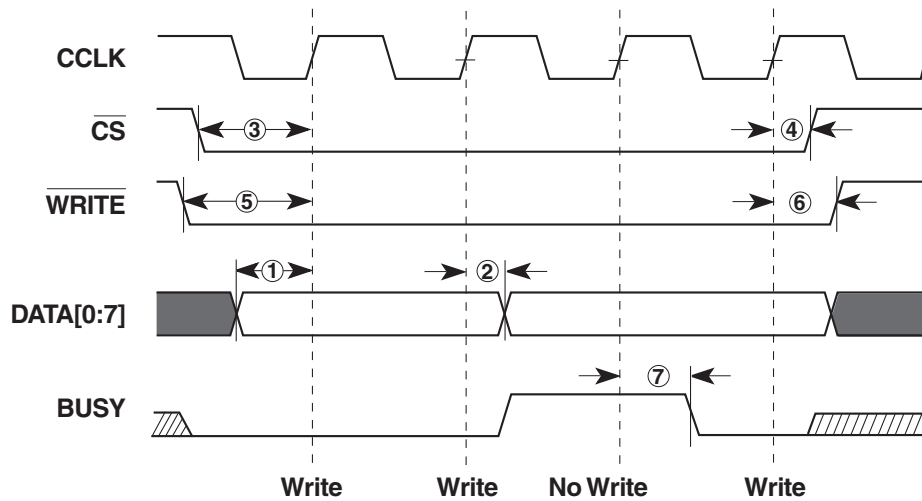 CCLK
CS
③ ④
WRITE
⑤ ⑥
① ②
DATA[0:7]
⑦
BUSY
Write Write No Write Write